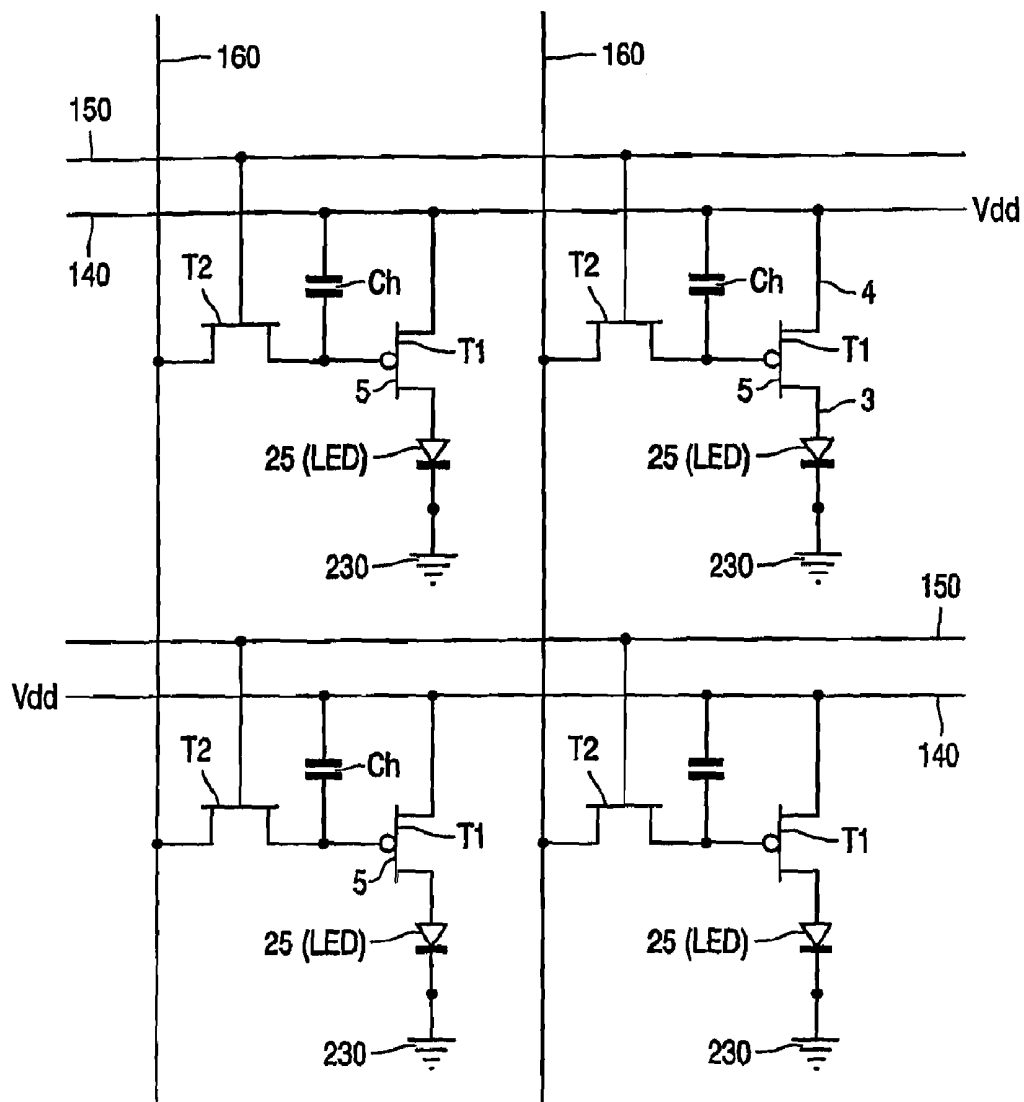 160 160
150
140 Vdd
T2 Ch T2 Ch 4
T1 T1
5 5 3
25 (LED) 25 (LED)
230 230
150
Vdd
140
T2 Ch T2
T1 T1
5
25 (LED) 25 (LED)
230 230